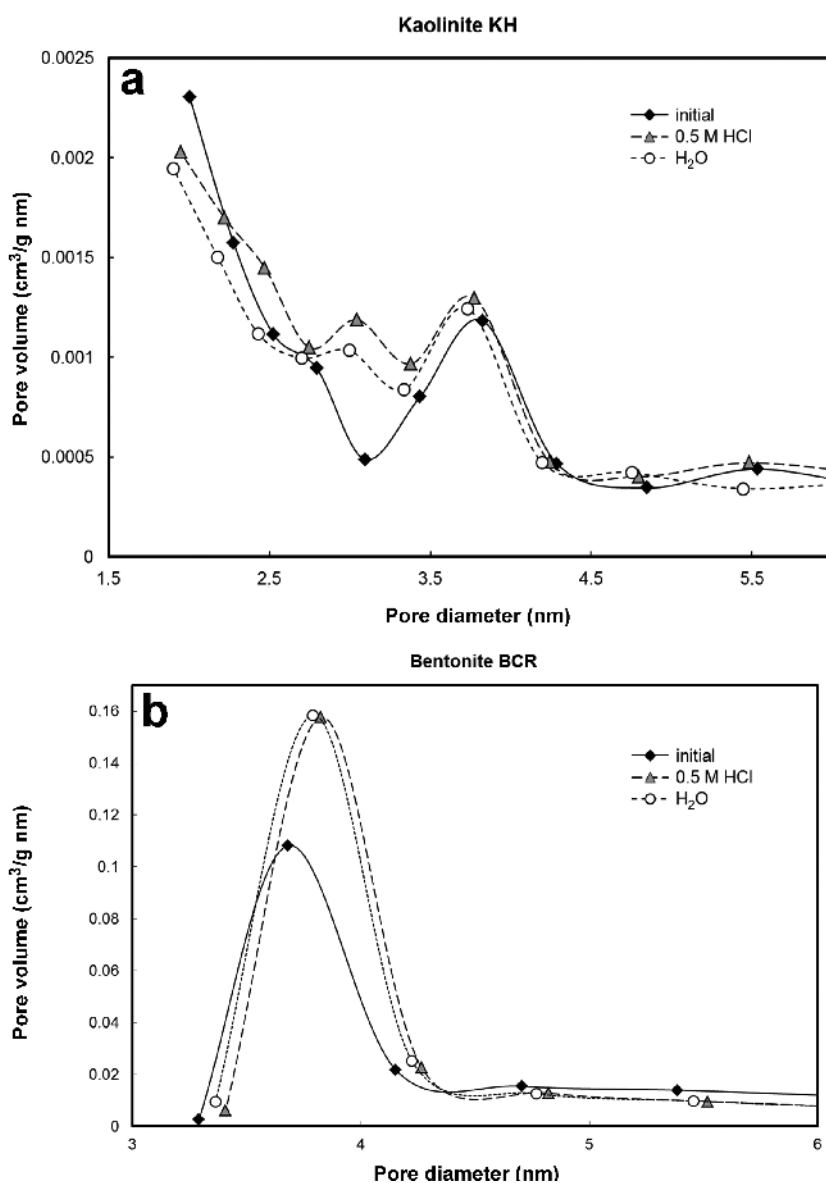 Kaolinite KH
a
0.0025
0.002
0.0015
0.001
0.0005
0
Pore volume (cm³/g nm)
initial
0.5 M HCl
H₂O
1.5
2.5
3.5
4.5
5.5
Pore diameter (nm)
Bentonite BCR
b
0.16
0.14
0.12
0.1
0.08
0.06
0.04
0.02
0
Pore volume (cm³/g nm)
initial
0.5 M HCl
H₂O
3
4
5
6
Pore diameter (nm)